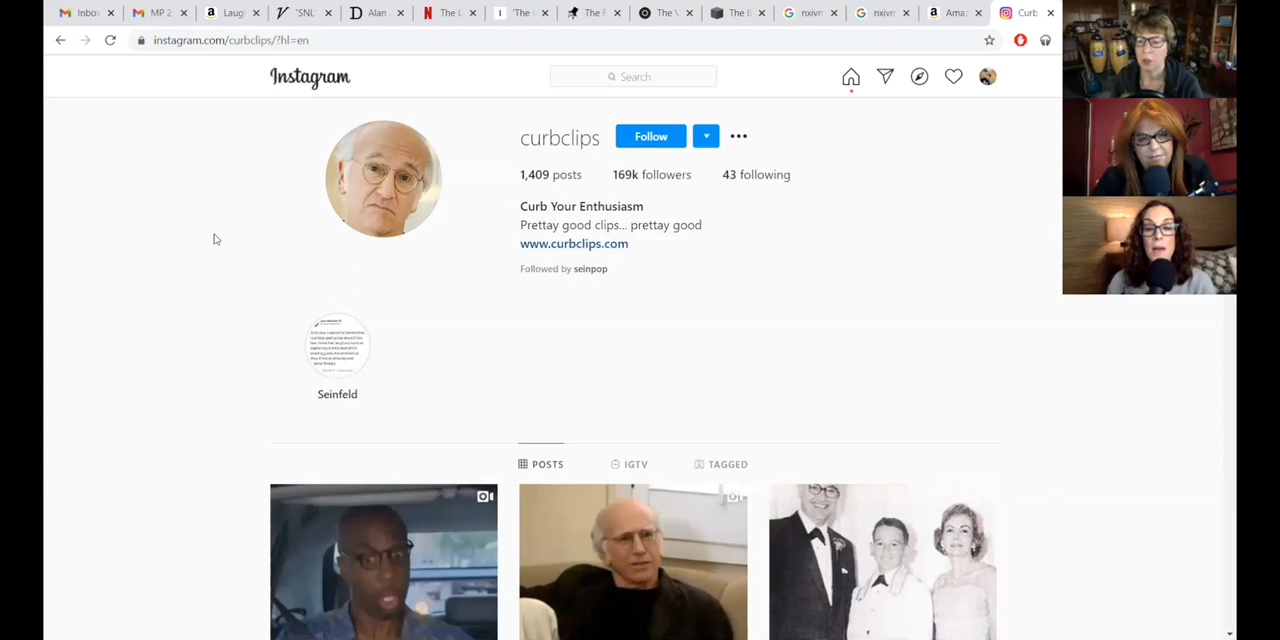 Inbox
MP 2
Laug
'SNL'
Alan
The C
'The
The F
The V
The B
nxivm
nxivm
Ama
Curb
instagram.com/curbclips/?hl=en
Instagram
Search
curbclips
Follow
1,409 posts 169k followers 43 following
Curb Your Enthusiasm
Prettay good clips... prettay good
www.curbclips.com
Followed by seinpop
Seinfeld
POSTS IGTV TAGGED